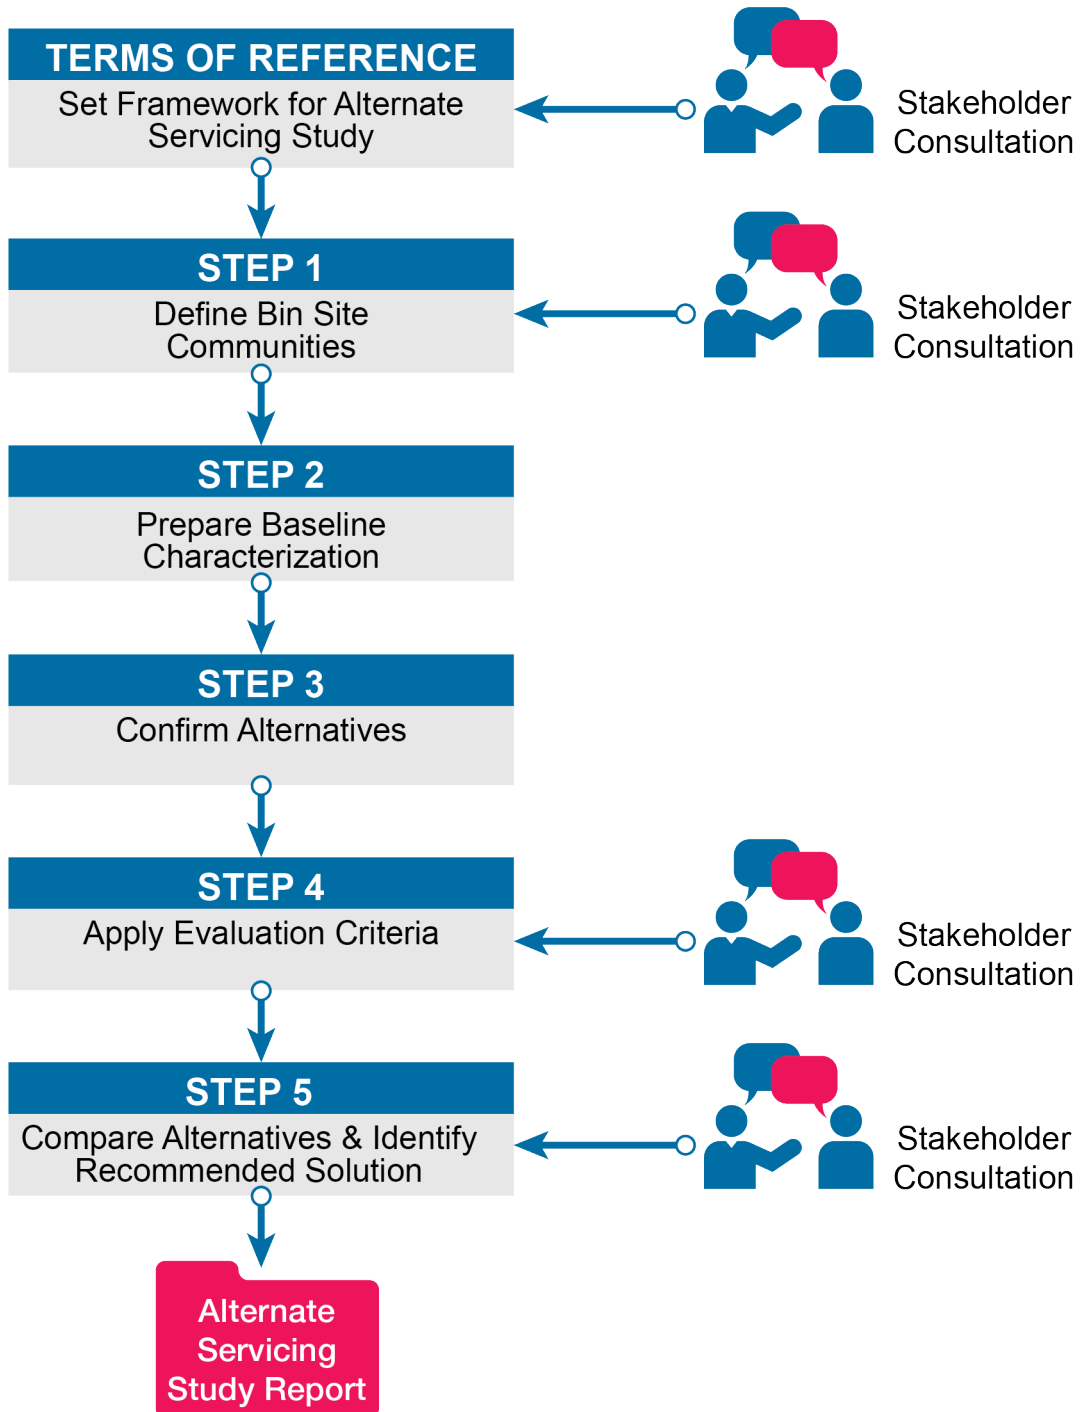 TERMS OF REFERENCE
Set Framework for Alternate
Servicing Study
Stakeholder
Consultation
STEP 1
Define Bin Site
Communities
Stakeholder
Consultation
STEP 2
Prepare Baseline
Characterization
STEP 3
Confirm Alternatives
STEP 4
Apply Evaluation Criteria
Stakeholder
Consultation
STEP 5
Compare Alternatives & Identify
Recommended Solution
Stakeholder
Consultation
Alternate
Servicing
Study Report